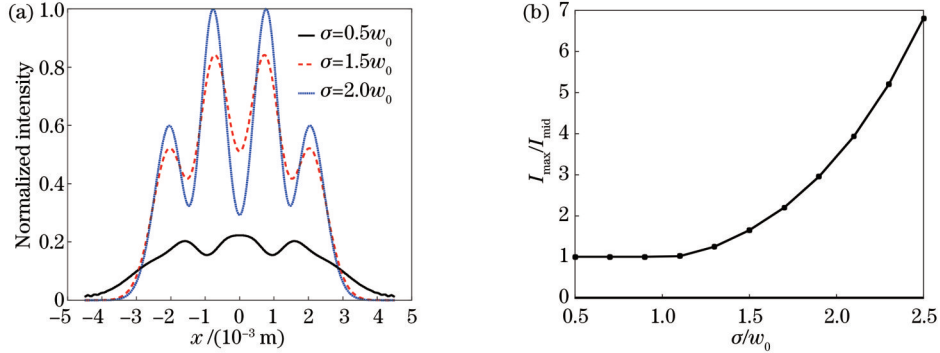 (a)
Normalized intensity
1.0
0.8
0.6
0.4
0.2
0
σ=0.5w₀
σ=1.5w₀
σ=2.0w₀
−5 −4 −3 −2 −1 0 1 2 3 4 5
x /(10⁻³ m)
(b)
I_max/I_mid
7
6
5
4
3
2
1
0
0.5 1.0 1.5 2.0 2.5
σ/w₀